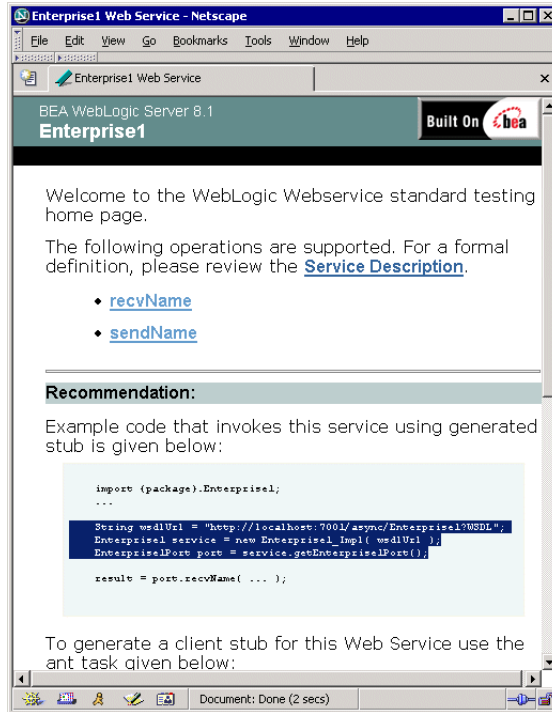 Enterprise1 Web Service - Netscape
File Edit View Go Bookmarks Tools Window Help
Enterprise1 Web Service
BEA WebLogic Server 8.1
Enterprise1
Built On bea
Welcome to the WebLogic Webservice standard testing
home page.
The following operations are supported. For a formal
definition, please review the Service Description.
• recvName
• sendName
Recommendation:
Example code that invokes this service using generated
stub is given below:
import {package}.Enterprise1;
...
String wsdlUrl = "http://localhost:7001/async/Enterprise1?WSDL";
Enterprise1 service = new Enterprise1_Impl( wsdlUrl );
Enterprise1Port port = service.getEnterprise1Port();
result = port.recvName( ... );
To generate a client stub for this Web Service use the
ant task given below:
Document: Done (2 secs)